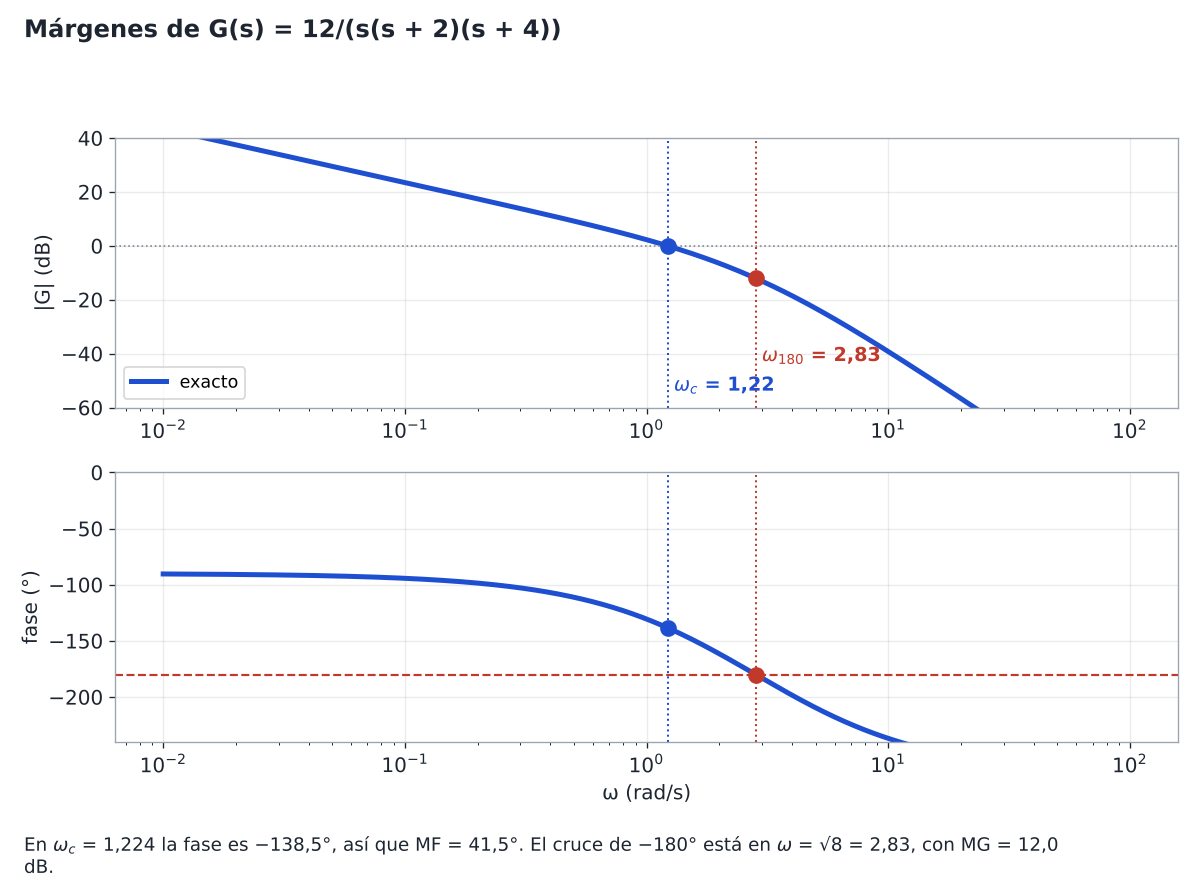 Márgenes de G(s) = 12/(s(s + 2)(s + 4))
40
20
0
−20
−40
−60
|G| (dB)
ω₁₈₀ = 2,83
ω_c = 1,22
exacto
10⁻² 10⁻¹ 10⁰ 10¹ 10²
0
−50
−100
−150
−200
fase (°)
10⁻² 10⁻¹ 10⁰ 10¹ 10²
ω (rad/s)
En ω_c = 1,224 la fase es −138,5°, así que MF = 41,5°. El cruce de −180° está en ω = √8 = 2,83, con MG = 12,0
dB.